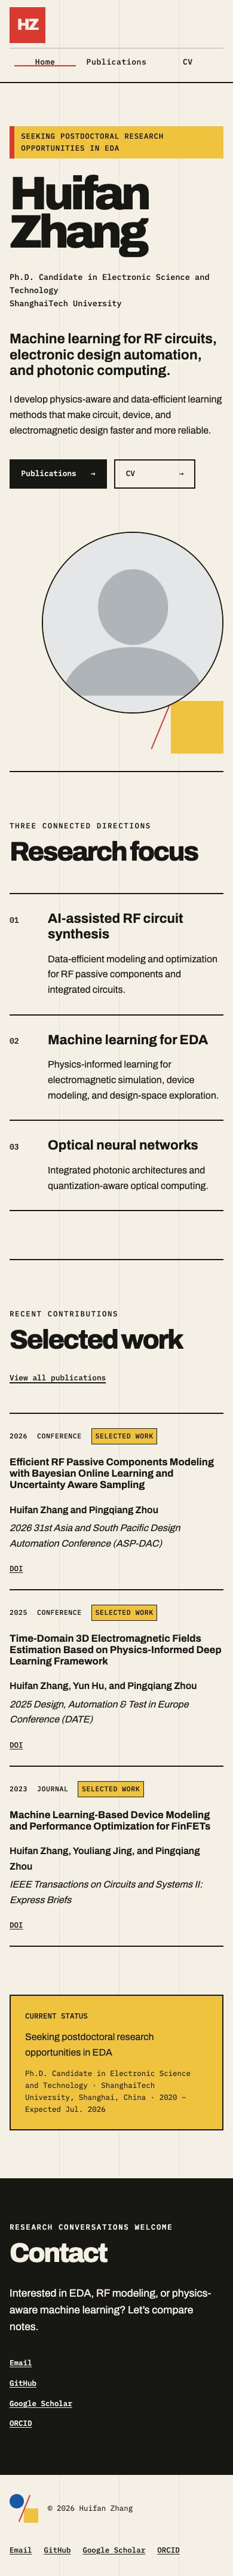 HZ
Home Publications CV
SEEKING POSTDOCTORAL RESEARCH
OPPORTUNITIES IN EDA
Huifan
Zhang
Ph.D. Candidate in Electronic Science and
Technology
ShanghaiTech University
Machine learning for RF circuits,
electronic design automation,
and photonic computing.
I develop physics-aware and data-efficient learning
methods that make circuit, device, and
electromagnetic design faster and more reliable.
Publications →
CV →
THREE CONNECTED DIRECTIONS
Research focus
01
AI-assisted RF circuit
synthesis
Data-efficient modeling and optimization
for RF passive components and
integrated circuits.
02
Machine learning for EDA
Physics-informed learning for
electromagnetic simulation, device
modeling, and design-space exploration.
03
Optical neural networks
Integrated photonic architectures and
quantization-aware optical computing.
RECENT CONTRIBUTIONS
Selected work
View all publications
2026 CONFERENCE SELECTED WORK
Efficient RF Passive Components Modeling
with Bayesian Online Learning and
Uncertainty Aware Sampling
Huifan Zhang and Pingqiang Zhou
2026 31st Asia and South Pacific Design
Automation Conference (ASP-DAC)
DOI
2025 CONFERENCE SELECTED WORK
Time-Domain 3D Electromagnetic Fields
Estimation Based on Physics-Informed Deep
Learning Framework
Huifan Zhang, Yun Hu, and Pingqiang Zhou
2025 Design, Automation & Test in Europe
Conference (DATE)
DOI
2023 JOURNAL SELECTED WORK
Machine Learning-Based Device Modeling
and Performance Optimization for FinFETs
Huifan Zhang, Youliang Jing, and Pingqiang
Zhou
IEEE Transactions on Circuits and Systems II:
Express Briefs
DOI
CURRENT STATUS
Seeking postdoctoral research
opportunities in EDA
Ph.D. Candidate in Electronic Science
and Technology · ShanghaiTech
University, Shanghai, China · 2020 –
Expected Jul. 2026
RESEARCH CONVERSATIONS WELCOME
Contact
Interested in EDA, RF modeling, or physics-
aware machine learning? Let’s compare
notes.
Email
GitHub
Google Scholar
ORCID
© 2026 Huifan Zhang
Email GitHub Google Scholar ORCID